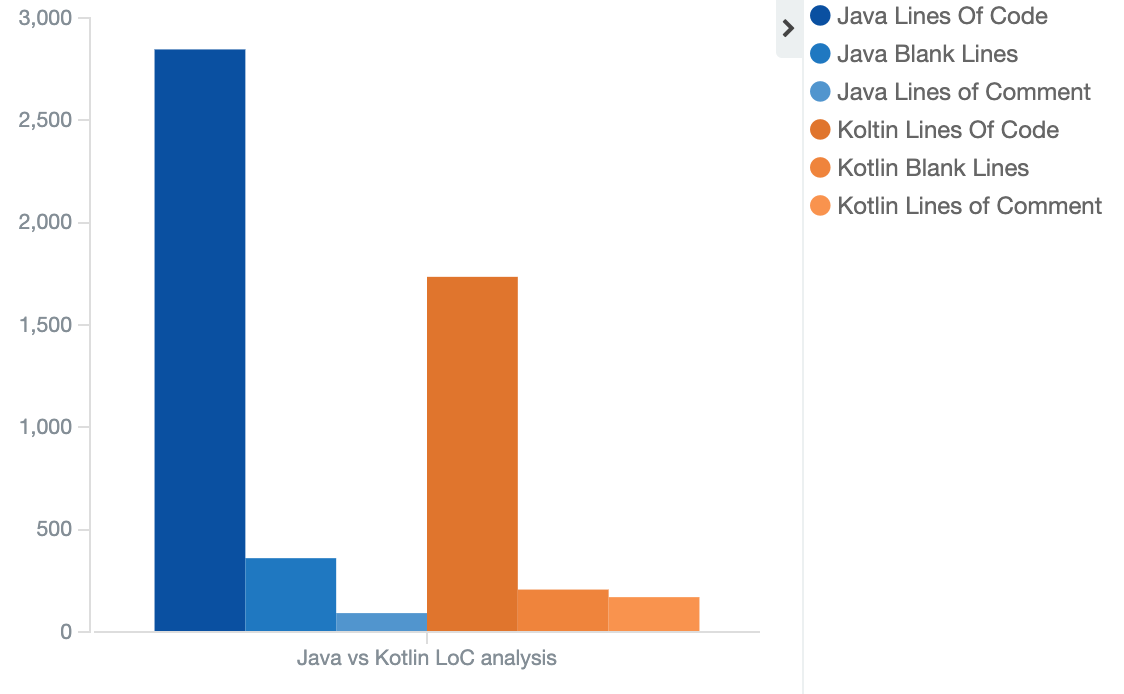 3,000
2,500
2,000
1,500
1,000
500
0
Java vs Kotlin LoC analysis
Java Lines Of Code
Java Blank Lines
Java Lines of Comment
Koltin Lines Of Code
Kotlin Blank Lines
Kotlin Lines of Comment